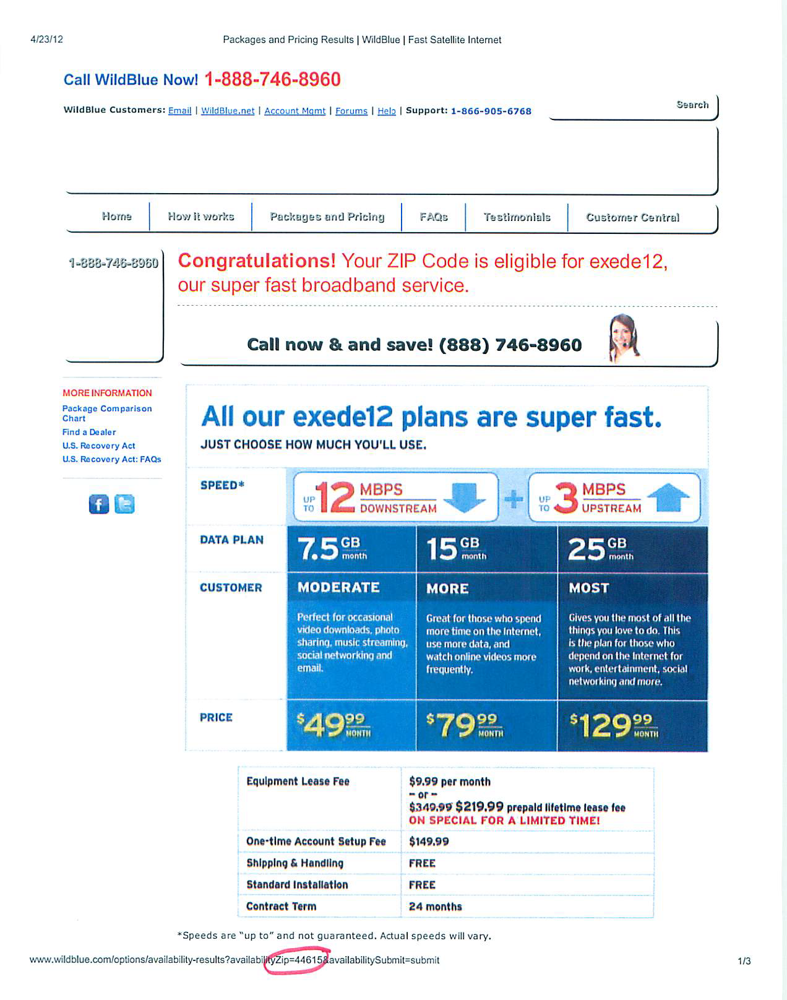 4/23/12 Packages and Pricing Results | WildBlue | Fast Satellite Internet
Call WildBlue Now! 1-888-746-8960
WildBlue Customers: Email | WildBlue.net | Account Mgmt | Forums | Help | Support: 1-866-905-6768
Search
Home How it works Packages and Pricing FAQs Testimonials Customer Central
1-888-746-8960
Congratulations! Your ZIP Code is eligible for exede12,
our super fast broadband service.
Call now & and save! (888) 746-8960
MORE INFORMATION
Package Comparison
Chart
Find a Dealer
U.S. Recovery Act
U.S. Recovery Act: FAQs
f t
All our exede12 plans are super fast.
JUST CHOOSE HOW MUCH YOU'LL USE.
SPEED* UP TO 12 MBPS DOWNSTREAM + UP TO 3 MBPS UPSTREAM
DATA PLAN 7.5 GB month 15 GB month 25 GB month
CUSTOMER MODERATE MORE MOST
Perfect for occasional
video downloads, photo
sharing, music streaming,
social networking and
email.
Great for those who spend
more time on the Internet,
use more data, and
watch online videos more
frequently.
Gives you the most of all the
things you love to do. This
is the plan for those who
depend on the Internet for
work, entertainment, social
networking and more.
PRICE $49.99 MONTH $79.99 MONTH $129.99 MONTH
Equipment Lease Fee $9.99 per month
– or –
$349.99 $219.99 prepaid lifetime lease fee
ON SPECIAL FOR A LIMITED TIME!
One-time Account Setup Fee $149.99
Shipping & Handling FREE
Standard Installation FREE
Contract Term 24 months
*Speeds are "up to" and not guaranteed. Actual speeds will vary.
www.wildblue.com/options/availability-results?availabilityZip=44615&availabilitySubmit=submit 1/3